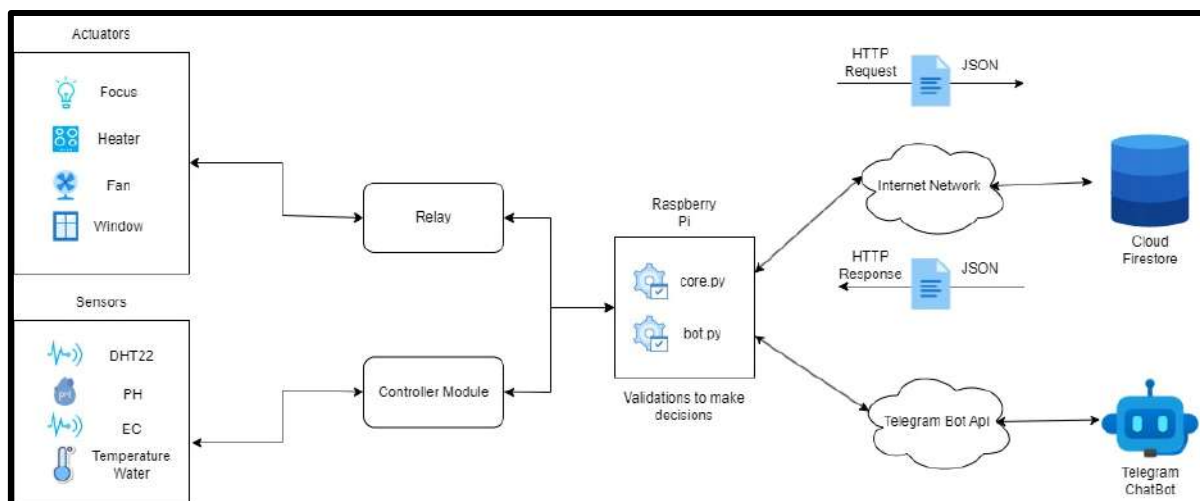 Actuators
Focus
Heater
Fan
Window
Sensors
DHT22
PH
EC
Temperature
Water
Relay
Controller Module
Raspberry
Pi
core.py
bot.py
Validations to make
decisions
HTTP
Request
JSON
Internet Network
Cloud
Firestore
HTTP
Response
JSON
Telegram Bot Api
Telegram
ChatBot